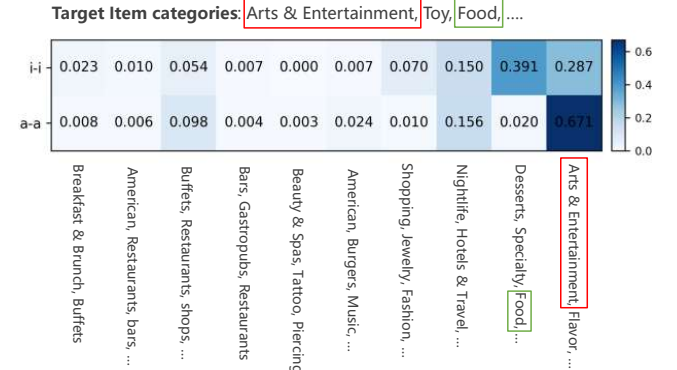 Target Item categories: Arts & Entertainment, Toy, Food, ....
i-i 0.023 0.010 0.054 0.007 0.000 0.007 0.070 0.150 0.391 0.287
a-a 0.008 0.006 0.098 0.004 0.003 0.024 0.010 0.156 0.020 0.671
0.6
0.4
0.2
0.0
Breakfast & Brunch, Buffets
American, Restaurants, bars, ...
Buffets, Restaurants, shops, ...
Bars, Gastropubs, Restaurants
Beauty & Spas, Tattoo, Piercing
American, Burgers, Music, ...
Shopping, Jewelry, Fashion, ...
Nightlife, Hotels & Travel, ...
Desserts, Specialty, Food, ...
Arts & Entertainment, Flavor, ...